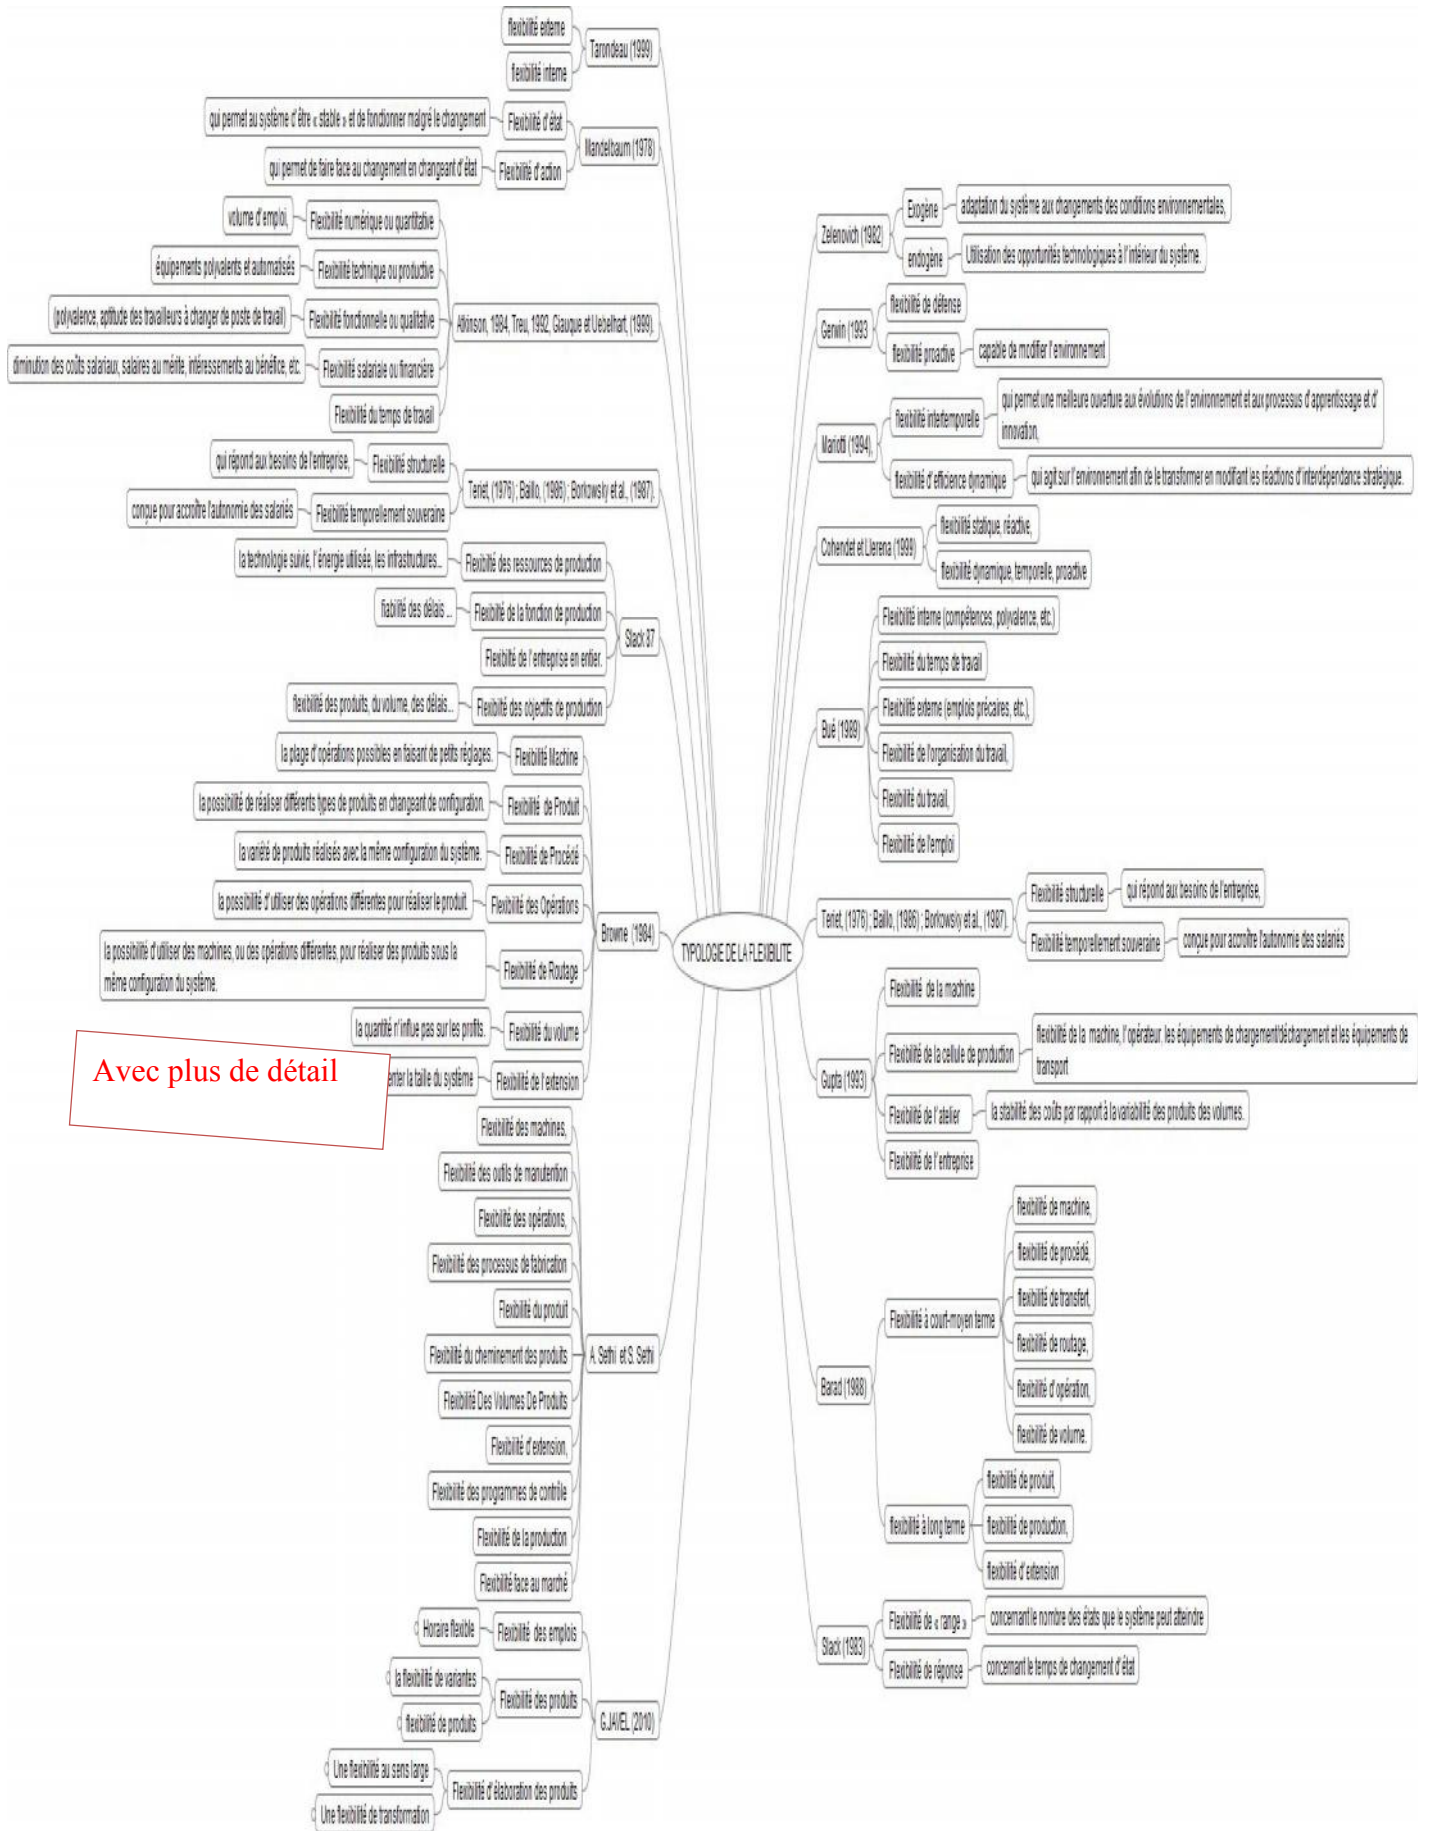 flexibilité externe
flexibilité interne
Tarondeau (1999)
qui permet au système d'être « stable » et de fonctionner malgré le changement
Flexibilité d'état
qui permet de faire face au changement en changeant d'état
Flexibilité d'action
Mandelbaum (1978)
volume d'emploi,
Flexibilité numérique ou quantitative
équipements polyvalents et automatisés
Flexibilité technique ou productive
(polyvalence, aptitude des travailleurs à changer de poste de travail)
Flexibilité fonctionnelle ou qualitative
diminution des coûts salariaux, salaires au mérite, intéressements au bénéfice, etc.
Flexibilité salariale ou financière
Flexibilité du temps de travail
Atkinson, 1984, Treu, 1992, Giauque et Uebelhart, (1999).
qui répond aux besoins de l'entreprise,
Flexibilité structurelle
conçue pour accroître l'autonomie des salariés
Flexibilité temporellement souveraine
Teriet, (1976) ; Baillo, (1986) ; Borkowsky et al., (1987).
la technologie suivie, l'énergie utilisée, les infrastructures...
Flexibilté des ressources de production
fiabilité des délais ...
Flexibilté de la fonction de production
Flexibilté de l'entreprise en entier.
flexibilité des produits, du volume, des délais...
Flexibilté des objectifs de production
Slack 87
la plage d'opérations possibles en faisant de petits réglages.
Flexibilité Machine
la possibilité de réaliser différents types de produits en changeant de configuration.
Flexibilité de Produit
la variété de produits réalisés avec la même configuration du système.
Flexibilité de Procédé
la possibilité d'utiliser des opérations différentes pour réaliser le produit.
Flexibilité des Opérations
la possibilité d'utiliser des machines, ou des opérations différentes, pour réaliser des produits sous la
même configuration du système.
Flexibilité de Routage
la quantité n'influe pas sur les profits.
Flexibilité du volume
enter la taille du système
Flexibilité de l'extension
Browne (1984)
Avec plus de détail
Flexibilité des machines,
Flexibilité des outils de manutention
Flexibilité des opérations,
Flexibilité des processus de fabrication
Flexibilité du produit
Flexibilité du cheminement des produits
Flexibilité Des Volumes De Produits
Flexibilité d'extension,
Flexibilité des programmes de contrôle
Flexibilité de la production
Flexibilité face au marché
A. Sethi et S. Sethi
Horaire flexible
Flexibilité des emplois
la flexibilité de variantes
flexibilité de produits
Flexibilité des produits
Une flexibilité au sens large
Une flexibilité de transformation
Flexibilité d'élaboration des produits
G.JAVEL (2010)
TYPOLOGIE DE LA FLEXIBILITE
Zelenovich (1982)
Exogène
adaptation du système aux changements des conditions environnementales,
endogène
Utilisation des opportunités technologiques à l'intérieur du système.
Gerwin (1993
flexibilité de défense
flexibilité proactive
capable de modifier l'environnement
Mariotti (1994),
flexibilité intertemporelle
qui permet une meilleure ouverture aux évolutions de l'environnement et aux processus d'apprentissage et d'
innovation,
flexibilité d'efficience dynamique
qui agit sur l'environnement afin de le transformer en modifiant les réactions d'interdépendance stratégique.
Cohendet et Llerena (1999)
flexibilité statique, réactive,
flexibilité dynamique, temporelle, proactive
Bué (1989)
Flexibilité interne (compétences, polyvalence, etc.)
Flexibilité du temps de travail
Flexibilité externe (emplois précaires, etc.),
Flexibilité de l'organisation du travail,
Flexibilité du travail,
Flexibilité de l'emploi
Teriet, (1976) ; Baillo, (1986) ; Borkowsky et al., (1987).
Flexibilité structurelle
qui répond aux besoins de l'entreprise,
Flexibilité temporellement souveraine
conçue pour accroître l'autonomie des salariés
Gupta (1993)
Flexibilité de la machine
Flexibilité de la cellule de production
flexibilité de la machine, l'opérateur, les équipements de chargement/déchargement et les équipements de
transport
Flexibilité de l'atelier
la stabilité des coûts par rapport à la variabilité des produits des volumes.
Flexibilité de l'entreprise
Barad (1988)
Flexibilité à court-moyen terme
flexibilité de machine,
flexibilité de procédé,
flexibilité de transfert,
flexibilité de routage,
flexibilité d'opération,
flexibilité de volume.
flexibilité à long terme
flexibilité de produit,
flexibilité de production,
flexibilité d'extension
Slack (1983)
Flexibilité de « range »
concernant le nombre des états que le système peut atteindre
Flexibilité de réponse
concernant le temps de changement d'état